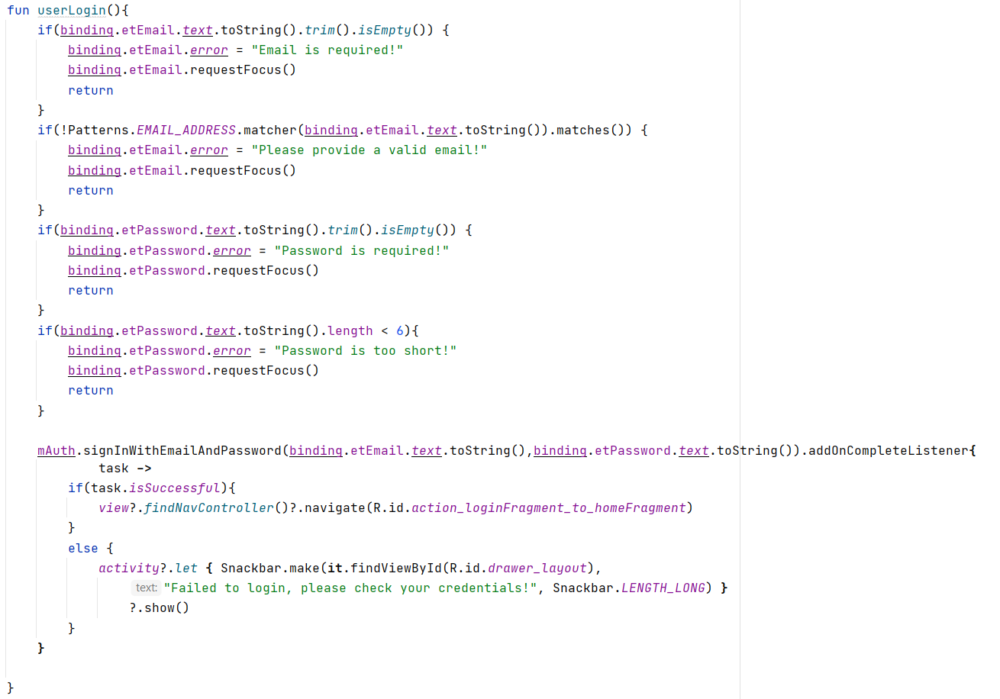 fun userLogin(){
    if(binding.etEmail.text.toString().trim().isEmpty()) {
        binding.etEmail.error = "Email is required!"
        binding.etEmail.requestFocus()
        return
    }
    if(!Patterns.EMAIL_ADDRESS.matcher(binding.etEmail.text.toString()).matches()) {
        binding.etEmail.error = "Please provide a valid email!"
        binding.etEmail.requestFocus()
        return
    }
    if(binding.etPassword.text.toString().trim().isEmpty()) {
        binding.etPassword.error = "Password is required!"
        binding.etPassword.requestFocus()
        return
    }
    if(binding.etPassword.text.toString().length < 6){
        binding.etPassword.error = "Password is too short!"
        binding.etPassword.requestFocus()
        return
    }
    mAuth.signInWithEmailAndPassword(binding.etEmail.text.toString(),binding.etPassword.text.toString()).addOnCompleteListener{
            task ->
        if(task.isSuccessful){
            view?.findNavController()?.navigate(R.id.action_loginFragment_to_homeFragment)
        }
        else {
            activity?.let { Snackbar.make(it.findViewById(R.id.drawer_layout),
                text: "Failed to login, please check your credentials!", Snackbar.LENGTH_LONG) }
                ?.show()
        }
    }
}